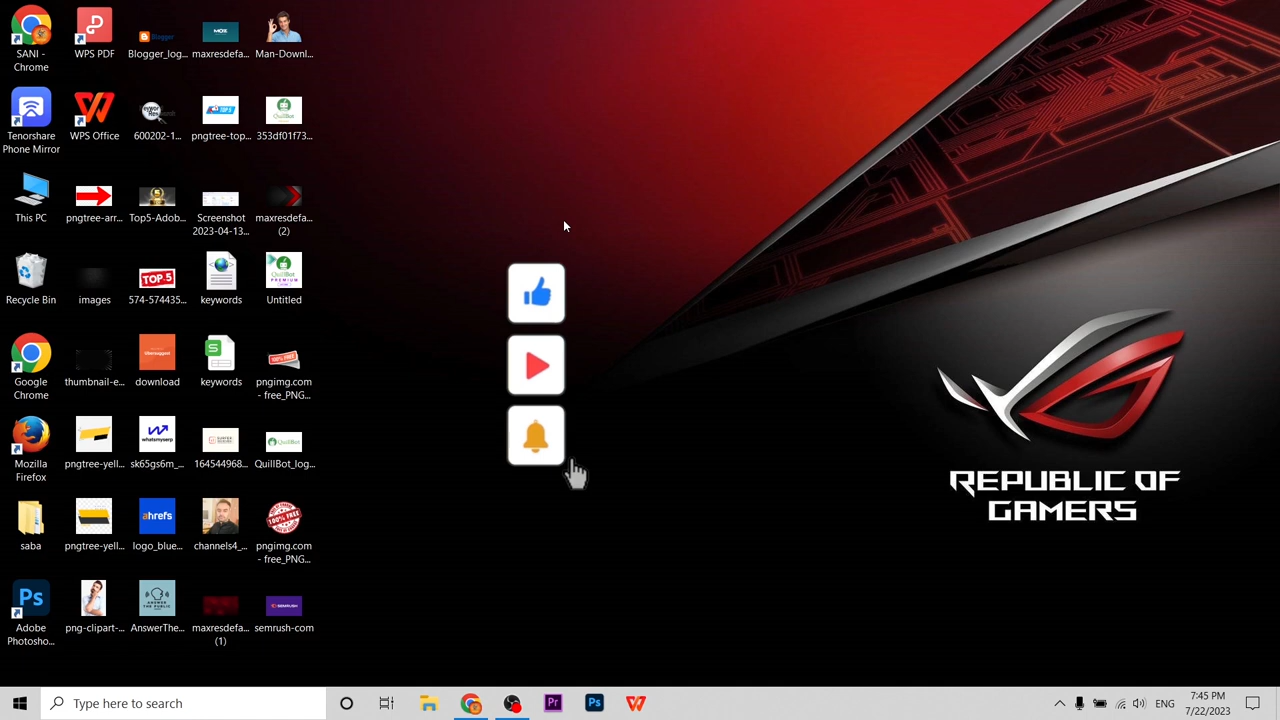 SANI -
Chrome
WPS PDF
Blogger_log...
maxresdefa...
Man-Downl...
Tenorshare
Phone Mirror
WPS Office
600202-1...
pngtree-top...
353df01f73...
This PC
pngtree-arr...
Top5-Adob...
Screenshot
2023-04-13...
maxresdefa...
(2)
Recycle Bin
images
574-574435...
keywords
Untitled
Google
Chrome
thumbnail-e...
download
keywords
pngimg.com
- free_PNG...
Mozilla
Firefox
pngtree-yell...
sk65gs6m_...
164544968...
QuillBot_log...
saba
pngtree-yell...
logo_blue...
channels4_...
pngimg.com
- free_PNG...
Adobe
Photosho...
png-clipart-...
AnswerThe...
maxresdefa...
(1)
semrush-com
REPUBLIC OF
GAMERS
Type here to search
ENG
7:45 PM
7/22/2023